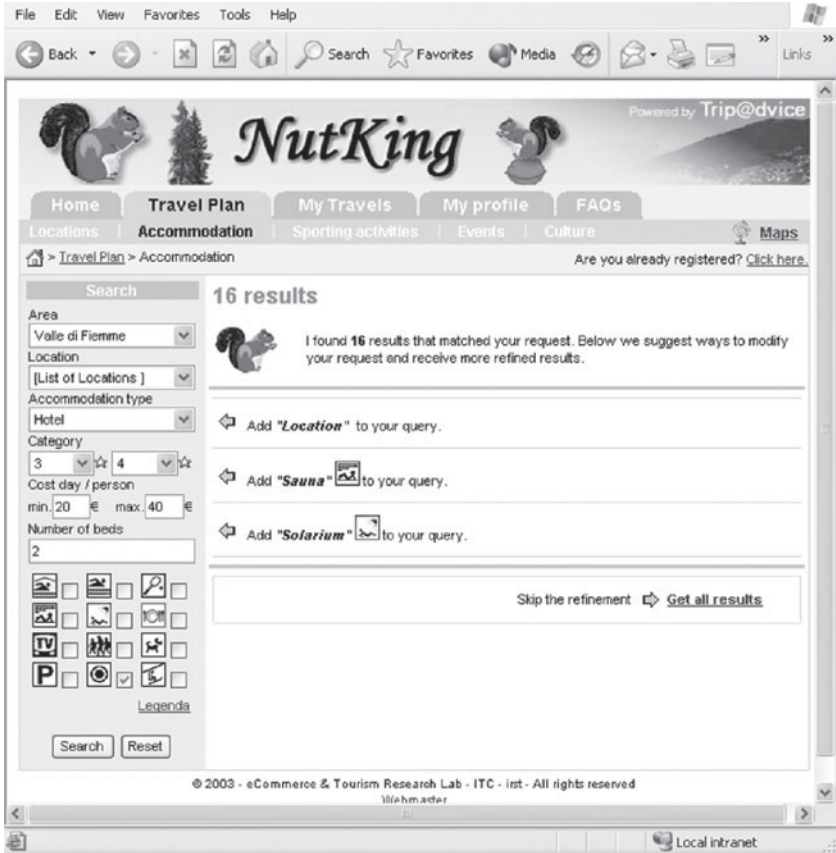 File Edit View Favorites Tools Help
Back Search Favorites Media » Links »
NutKing
Powered by Trip@dvice
Home Travel Plan My Travels My profile FAQs
Locations | Accommodation | Sporting activities | Events | Culture Maps
> Travel Plan > Accommodation Are you already registered? Click here.
Search
Area
Valle di Fiemme
Location
[List of Locations ]
Accommodation type
Hotel
Category
3 4
Cost day / person
min. 20 € max. 40 €
Number of beds
2
TV
P
Legenda
Search Reset
16 results
I found 16 results that matched your request. Below we suggest ways to modify
your request and receive more refined results.
Add "Location" to your query.
Add "Sauna" to your query.
Add "Solarium" to your query.
Skip the refinement Get all results
© 2003 - eCommerce & Tourism Research Lab - ITC - irst - All rights reserved
Webmaster
Local intranet